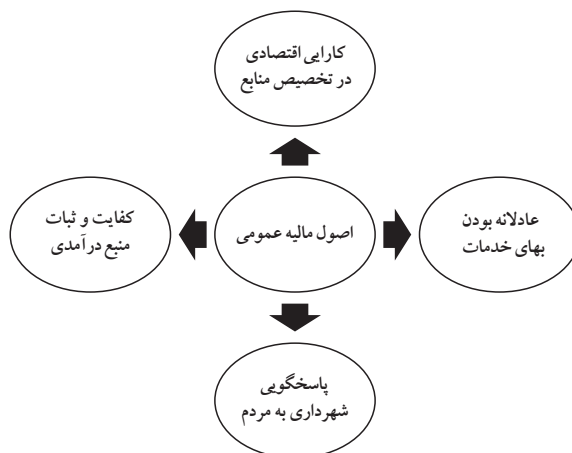 کارایی اقتصادی
در تخصیص منابع
عادلانه بودن
بهای خدمات
اصول مالیه عمومی
کفایت و ثبات
منبع درآمدی
پاسخگویی
شهرداری به مردم